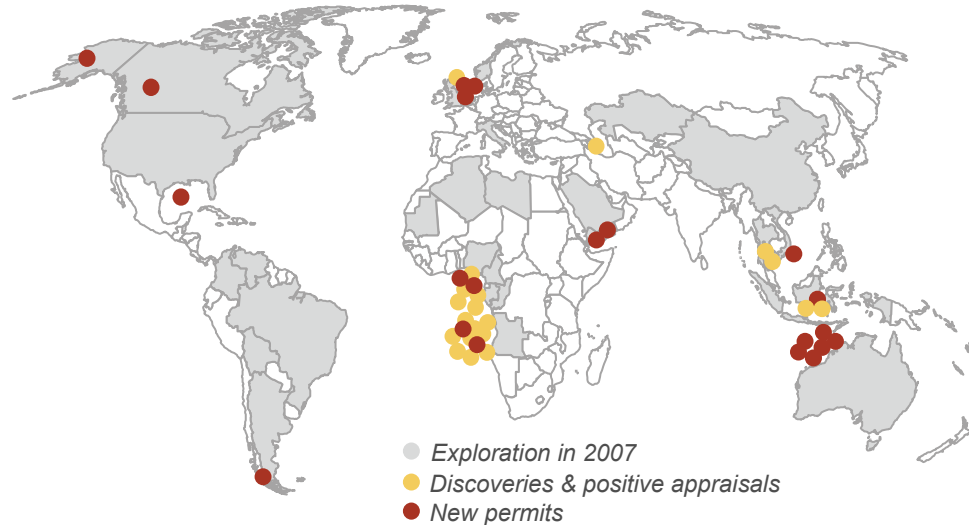 Exploration in 2007
Discoveries & positive appraisals
New permits